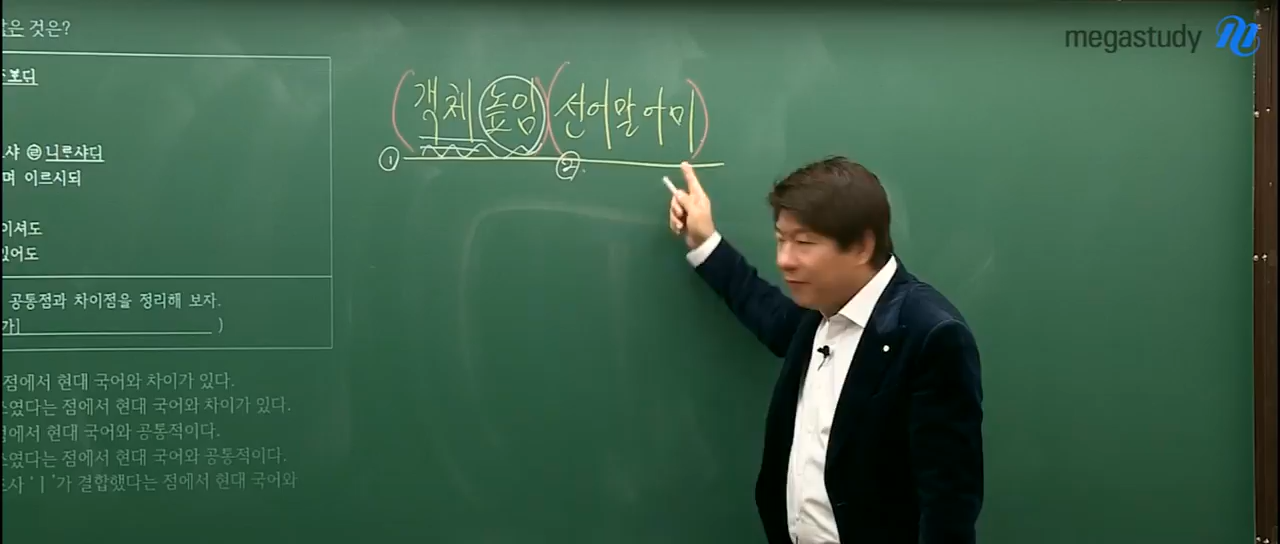 megastudy
은 것은?
보디
(객체 높임)(선어말어미)
① ②
샤 ㉣ 니르샤디
며 이르시되
이셔도
있어도
공통점과 차이점을 정리해 보자.
가] )
점에서 현대 국어와 차이가 있다.
였다는 점에서 현대 국어와 차이가 있다.
점에서 현대 국어와 공통적이다.
였다는 점에서 현대 국어와 공통적이다.
사 'ㅣ'가 결합했다는 점에서 현대 국어와